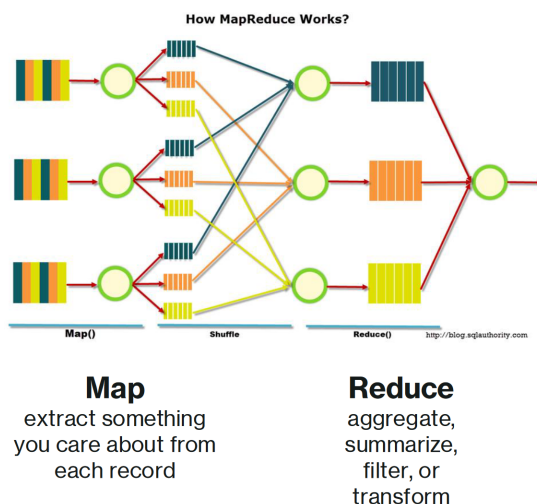 How MapReduce Works?
Map()
Shuffle
Reduce()
http://blog.sqlauthority.com
Map
extract something
you care about from
each record
Reduce
aggregate,
summarize,
filter, or
transform